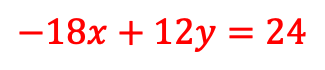 −18x + 12y = 24